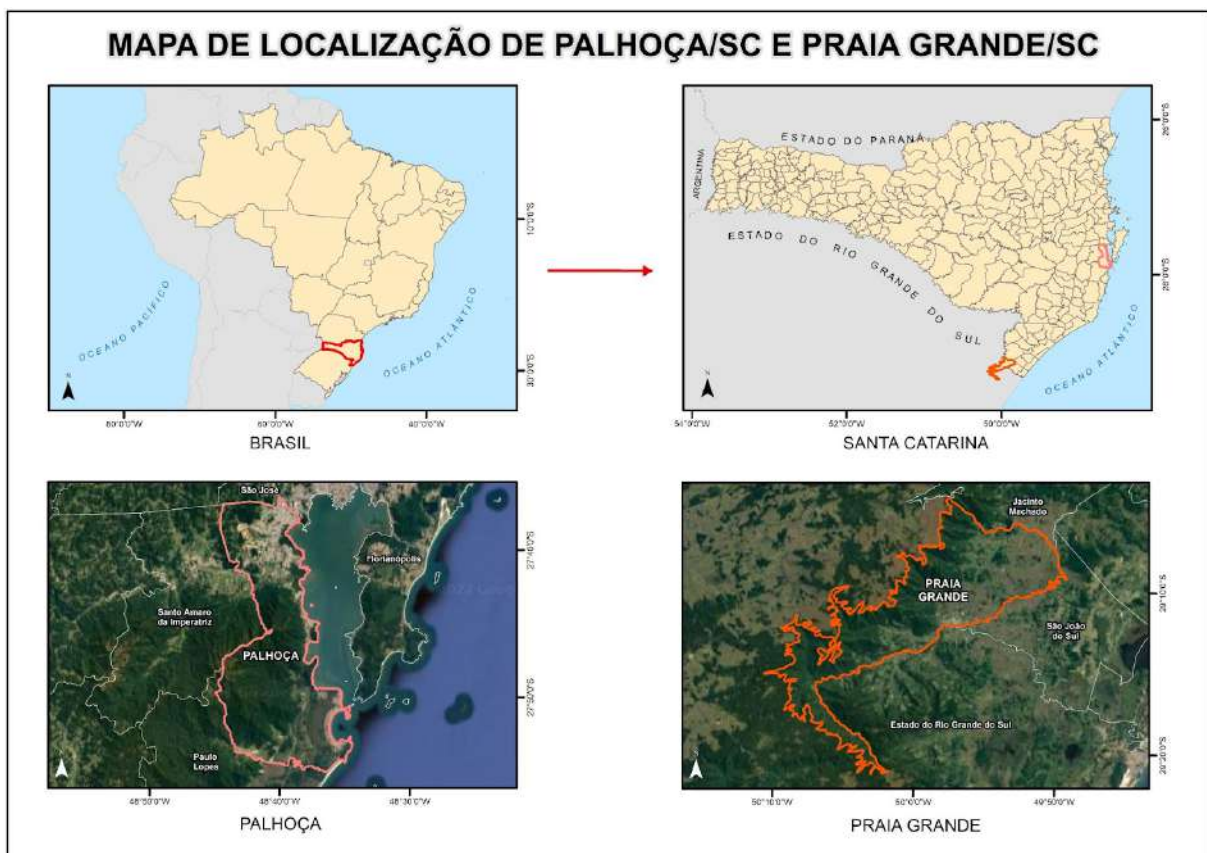 MAPA DE LOCALIZAÇÃO DE PALHOÇA/SC E PRAIA GRANDE/SC
OCEANO PACÍFICO
OCEANO ATLÂNTICO
N
10°0'0"S
30°0'0"S
80°0'0"W
60°0'0"W
40°0'0"W
BRASIL
ESTADO DO PARANÁ
ARGENTINA
ESTADO DO RIO GRANDE DO SUL
OCEANO ATLÂNTICO
N
26°0'0"S
28°0'0"S
54°0'0"W
52°0'0"W
50°0'0"W
SANTA CATARINA
São José
Florianópolis
Santo Amaro
da Imperatriz
PALHOÇA
Paulo
Lopes
27°40'0"S
27°50'0"S
48°50'0"W
48°40'0"W
48°30'0"W
PALHOÇA
Jacinto
Machado
PRAIA
GRANDE
São João
do Sul
Estado do Rio Grande do Sul
29°10'0"S
29°20'0"S
50°10'0"W
50°0'0"W
49°50'0"W
PRAIA GRANDE